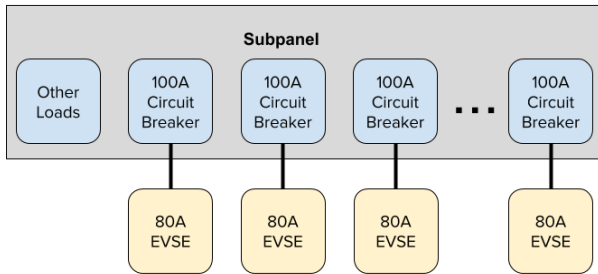 Subpanel
Other
Loads
100A
Circuit
Breaker
100A
Circuit
Breaker
100A
Circuit
Breaker
...
100A
Circuit
Breaker
80A
EVSE
80A
EVSE
80A
EVSE
80A
EVSE